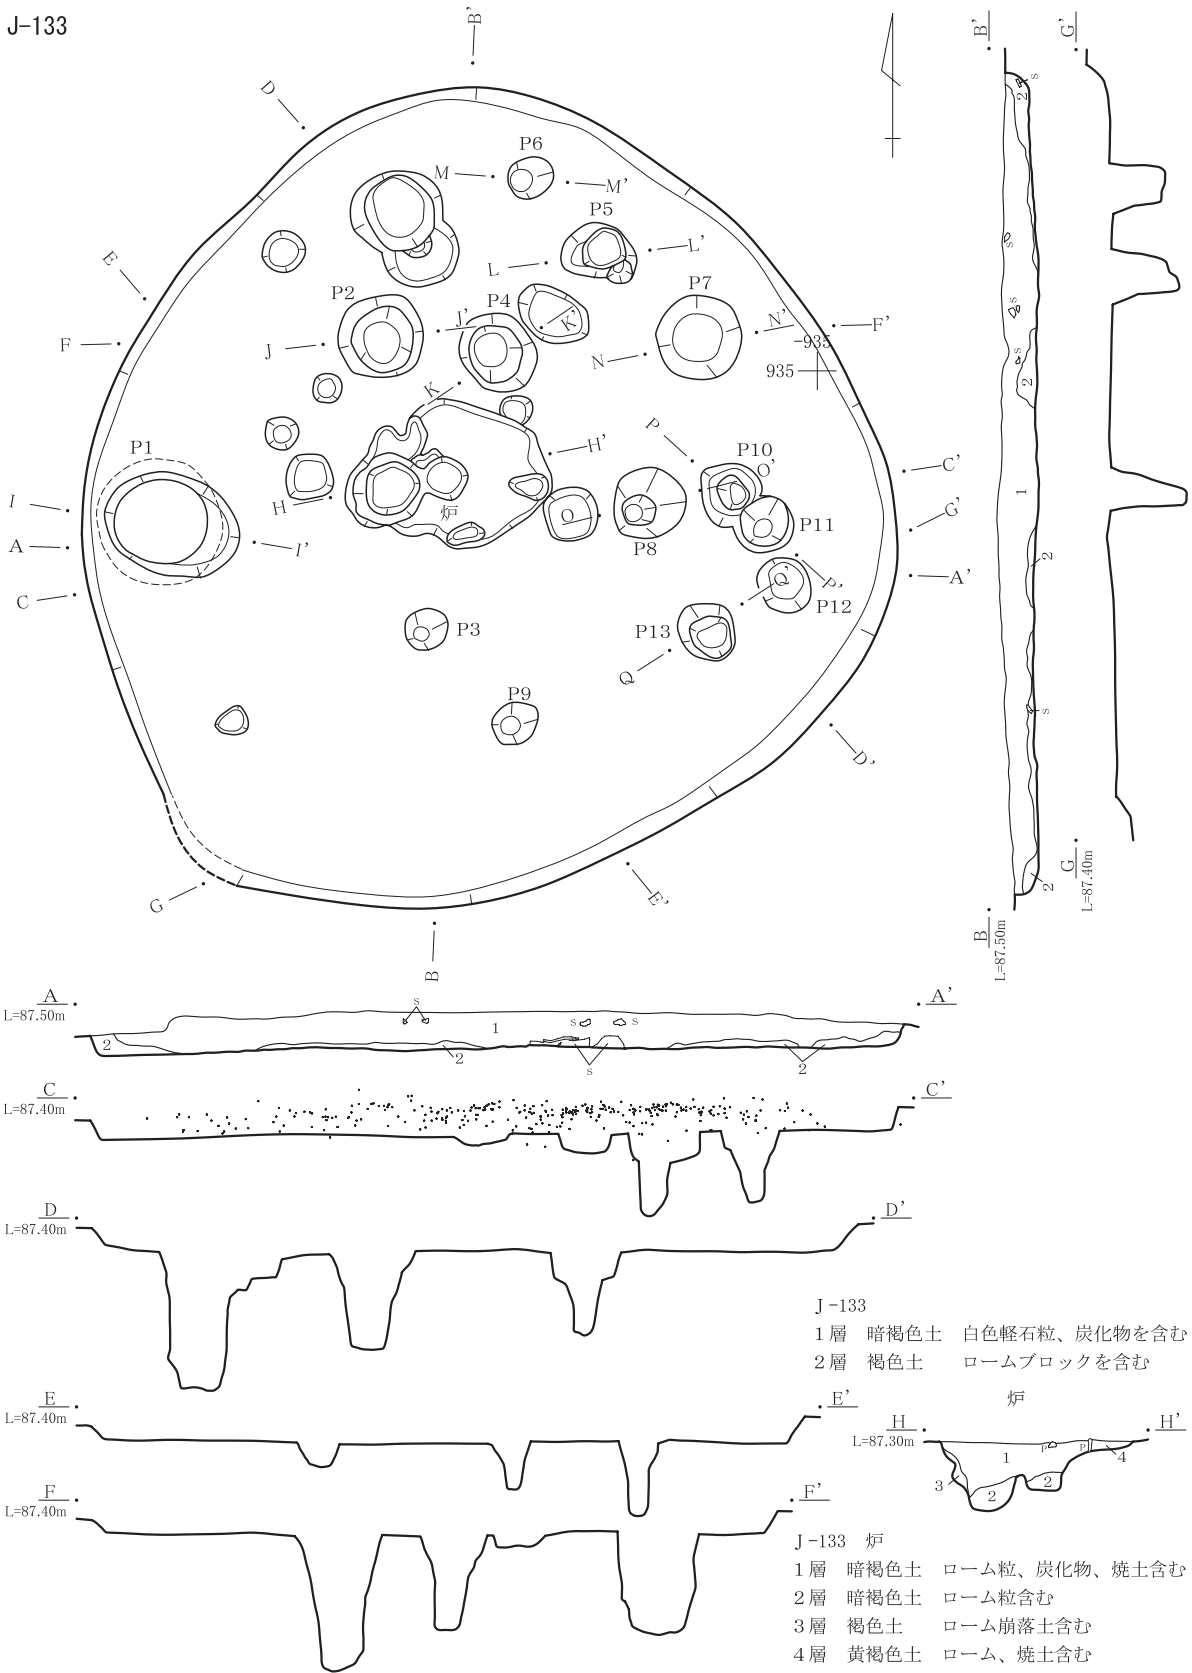 J-133
B'
D
P6
M
M'
P5
L'
L
E
P7
P2
P4
J'
K'
N'
F'
F
J
N
-935
935
K
P
H'
P10
O'
C'
P1
H
炉
O
G'
I
P11
I'
P8
A
A'
Q'
P'
C
P12
P3
P13
Q
P9
D'
G
E'
B
B'
G'
s
2
s
s
s
2
1
2
s
2
G
L=87.40m
B
L=87.50m
A
A'
L=87.50m
s
1
s
s
2
2
s
2
C
C'
L=87.40m
D
D'
L=87.40m
J-133
1層 暗褐色土 白色軽石粒、炭化物を含む
2層 褐色土 ロームブロックを含む
E
E'
L=87.40m
炉
H
H'
L=87.30m
P
P
1
4
3
2
2
F
F'
L=87.40m
J-133 炉
1層 暗褐色土 ローム粒、炭化物、焼土含む
2層 暗褐色土 ローム粒含む
3層 褐色土 ローム崩落土含む
4層 黄褐色土 ローム、焼土含む